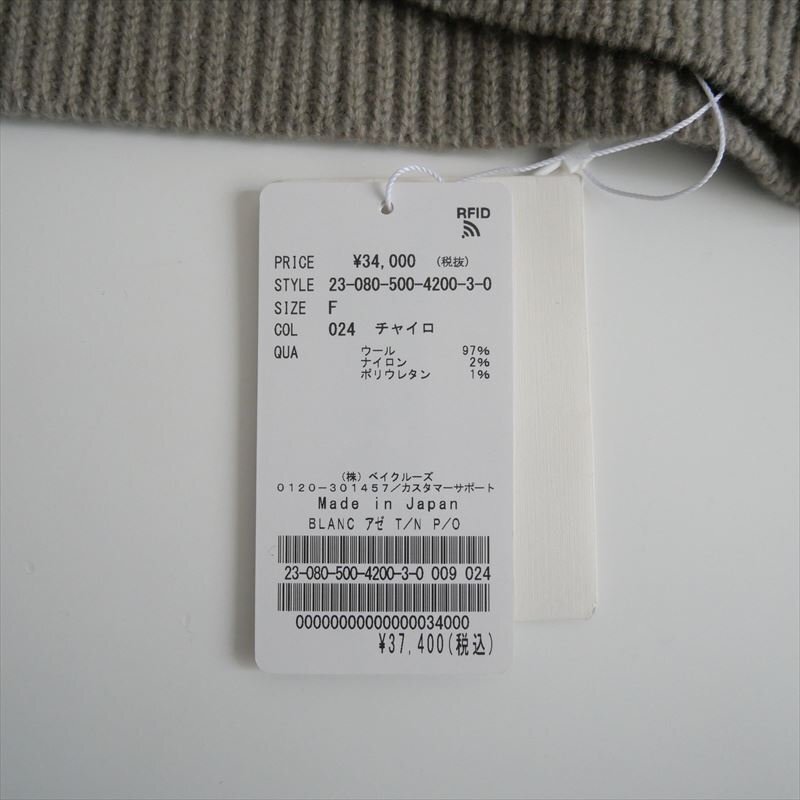 RFID
PRICE ¥34,000 (税抜)
STYLE 23-080-500-4200-3-0
SIZE F
COL 024 チャイロ
QUA ウール 97%
ナイロン 2%
ポリウレタン 1%
(株)ベイクルーズ
0120-301457/カスタマーサポート
Made in Japan
BLANC アゼ T/N P/O
23-080-500-4200-3-0 009 024
00000000000000034000
¥37,400(税込)